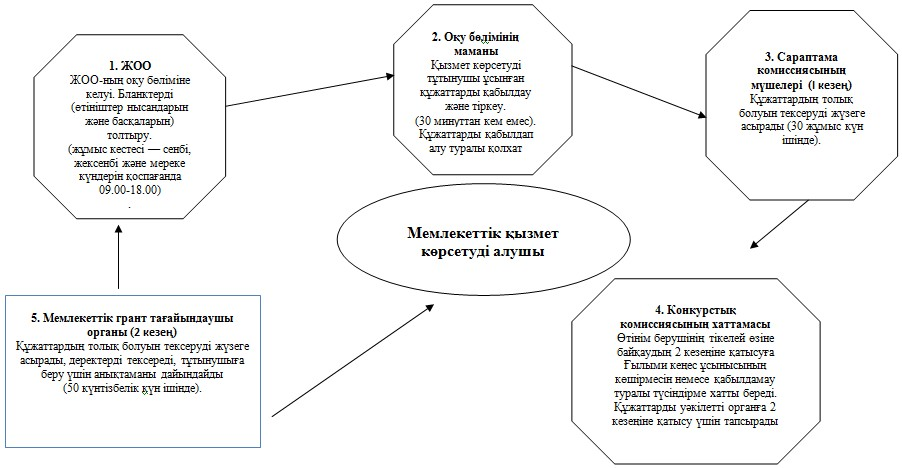 1. ЖОО
ЖОО-ның оқу бөліміне
келуі. Бланктерді
(өтініштер нысандарын
және басқаларын)
толтыру.
(жұмыс кестесі — сенбі,
жексенбі және мереке
күндерін қоспағанда
09.00-18.00)
.
2. Оқу бөдімінің
маманы
Қызмет көрсетуді
тұтынушы ұсынған
құжаттарды қабылдау
және тіркеу.
(30 минуттан кем емес).
Құжаттарды қабылдап
алу туралы қолхат
3. Сараптама
комиссиясының
мүшелері (I кезең)
Құжаттардың толық
болуын тексеруді жүзеге
асырады (30 жұмыс күн
ішінде).
Мемлекеттік қызмет
көрсетуді алушы
4. Конкурстық
комиссиясының хаттамасы
Өтінім берушінің тікелей өзіне
байқаудың 2 кезеңіне қатысуға
Ғылыми кеңес ұсынысының
көшірмесін немесе қабылдамау
туралы түсіндірме хатты береді.
Құжаттарды уәкілетті органға 2
кезеңіне қатысу үшін тапсырады
5. Мемлекеттік грант тағайындаушы
органы (2 кезең)
Құжаттардың толық болуын тексеруді жүзеге
асырады, деректерді тексереді, тұтынушыға
беру үшін анықтаманы дайындайды
(50 күнтізбелік күн ішінде).